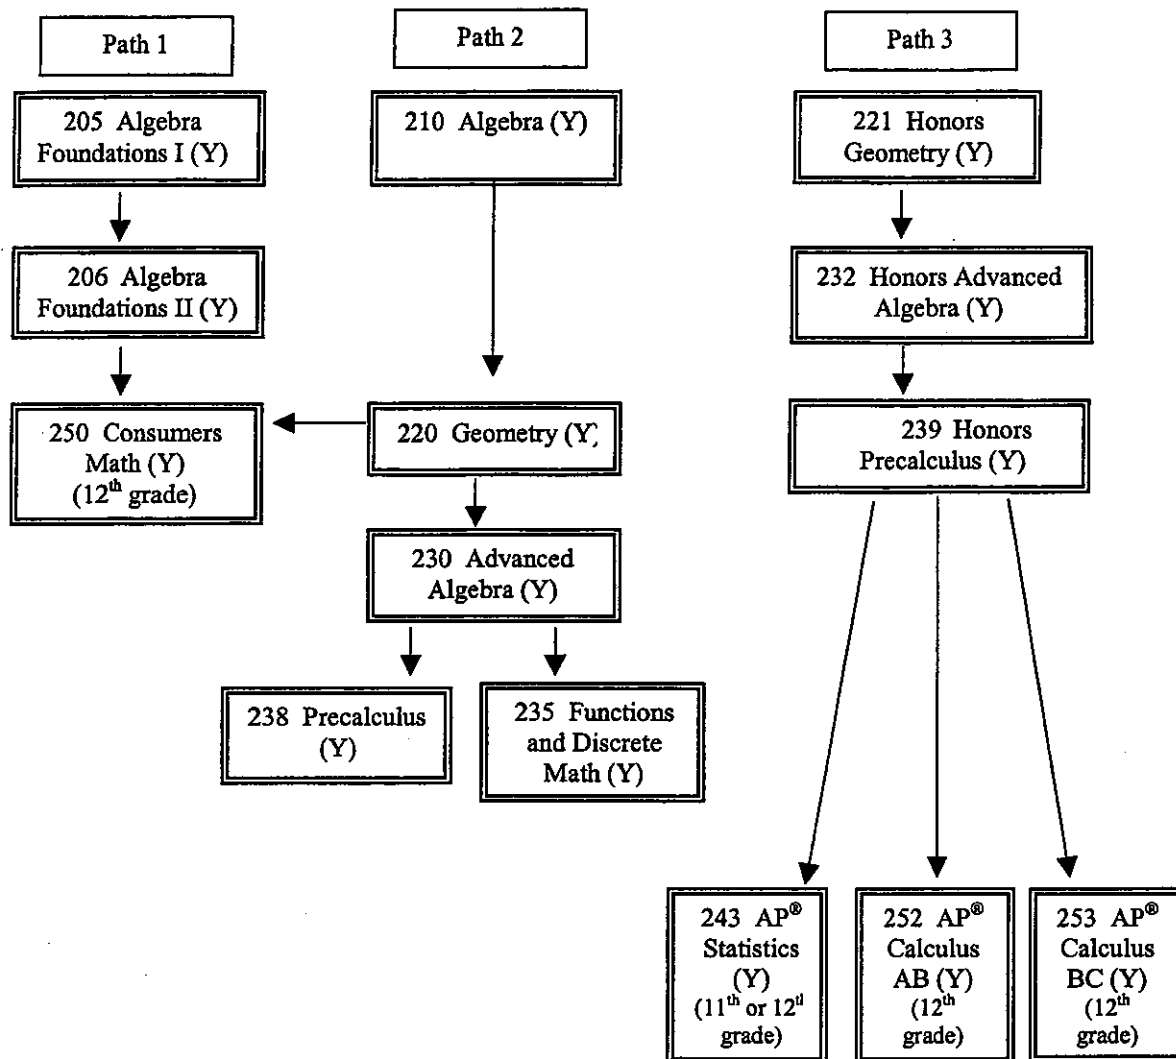 Path 1
Path 2
Path 3
205 Algebra
Foundations I (Y)
210 Algebra (Y)
221 Honors
Geometry (Y)
206 Algebra
Foundations II (Y)
232 Honors Advanced
Algebra (Y)
250 Consumers
Math (Y)
(12th grade)
220 Geometry (Y)
239 Honors
Precalculus (Y)
230 Advanced
Algebra (Y)
238 Precalculus
(Y)
235 Functions
and Discrete
Math (Y)
243 AP®
Statistics
(Y)
(11th or 12th
grade)
252 AP®
Calculus
AB (Y)
(12th
grade)
253 AP®
Calculus
BC (Y)
(12th
grade)